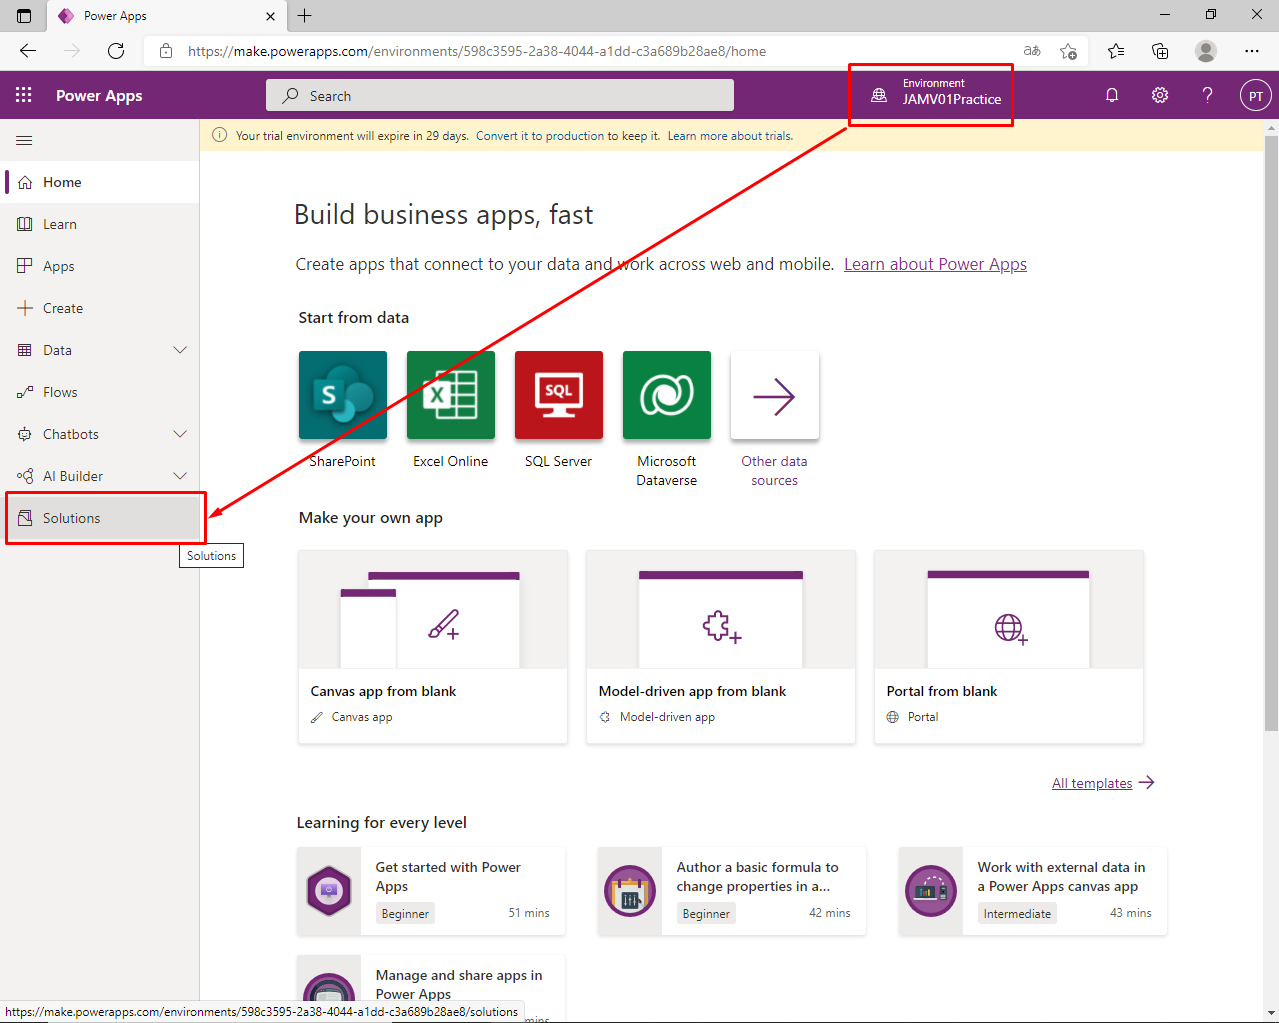 Power Apps
https://make.powerapps.com/environments/598c3595-2a38-4044-a1dd-c3a689b28ae8/home
aあ
Power Apps
Search
Environment
JAMV01Practice
?
PT
Your trial environment will expire in 29 days. Convert it to production to keep it. Learn more about trials.
Home
Learn
Apps
Create
Data
Flows
Chatbots
AI Builder
Solutions
Solutions
Build business apps, fast
Create apps that connect to your data and work across web and mobile. Learn about Power Apps
Start from data
S
X
SQL
SharePoint
Excel Online
SQL Server
Microsoft
Dataverse
Other data
sources
Make your own app
Canvas app from blank
Canvas app
Model-driven app from blank
Model-driven app
Portal from blank
Portal
All templates
Learning for every level
Get started with Power
Apps
Beginner 51 mins
Author a basic formula to
change properties in a...
Beginner 42 mins
Work with external data in
a Power Apps canvas app
Intermediate 43 mins
Manage and share apps in
Power Apps
mins
https://make.powerapps.com/environments/598c3595-2a38-4044-a1dd-c3a689b28ae8/solutions